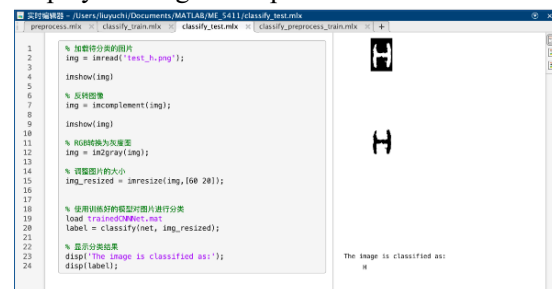 实时编辑器 – /Users/liuyuchi/Documents/MATLAB/ME_5411/classify_test.mlx
preprocess.mlx × classify_train.mlx × classify_test.mlx × classify_preprocess_train.mlx × +
1 % 加载待分类的图片
2 img = imread('test_h.png');
3
4 imshow(img)
5
6 % 反转图像
7 img = imcomplement(img);
8
9 imshow(img)
10
11 % RGB转换为灰度图
12 img = im2gray(img);
13
14 % 调整图片的大小
15 img_resized = imresize(img,[60 20]);
16
17
18 % 使用训练好的模型对图片进行分类
19 load trainedCNNNet.mat
20 label = classify(net, img_resized);
21
22 % 显示分类结果
23 disp('The image is classified as:');
24 disp(label);
H
H
The image is classified as:
H